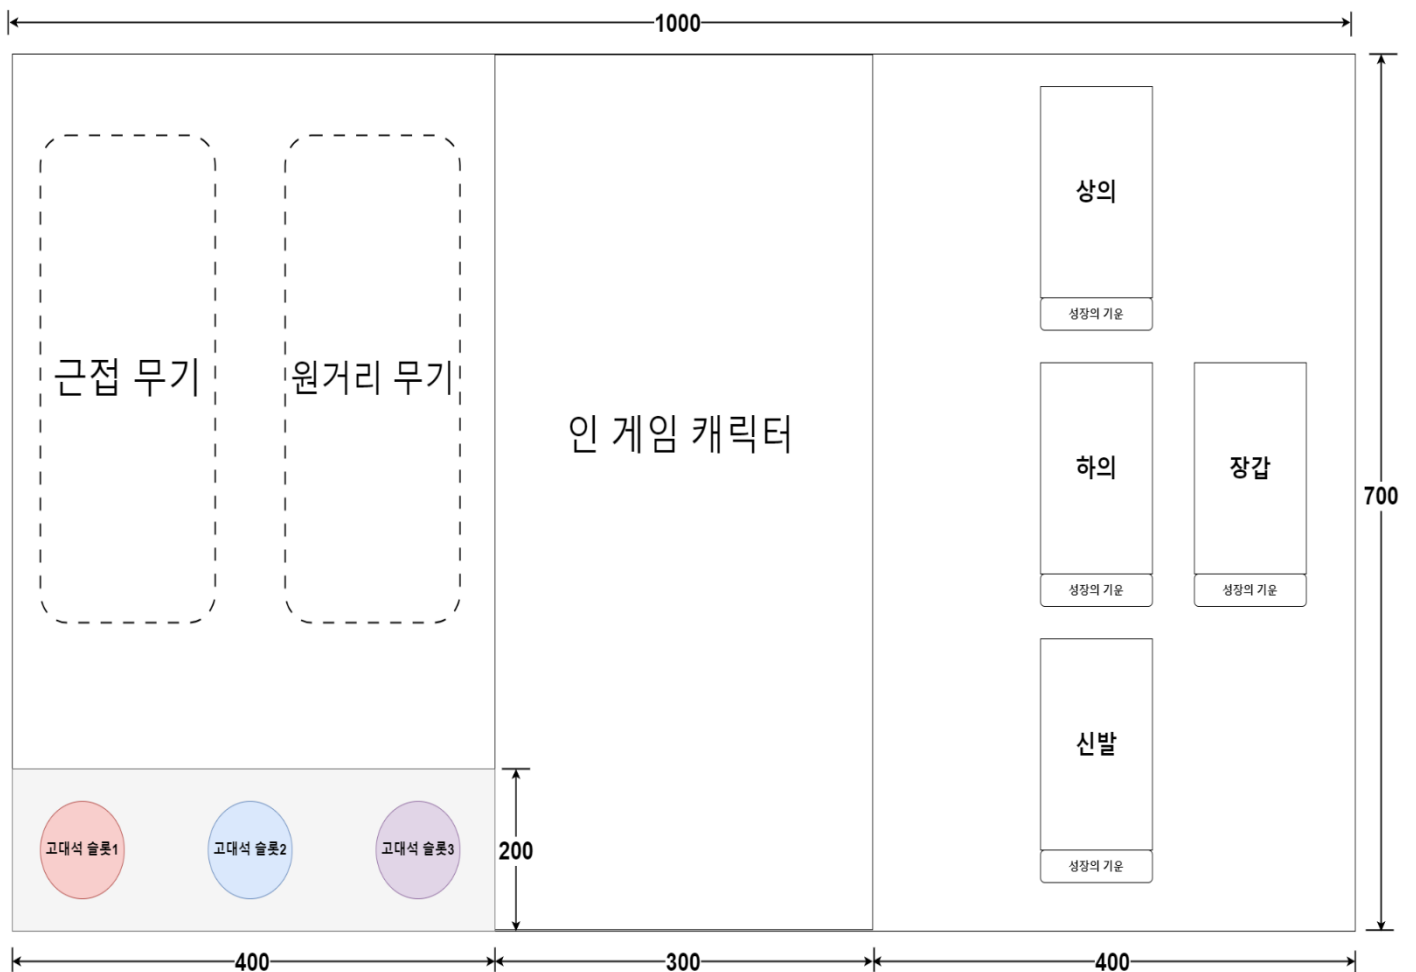 1000
상의
성장의 기운
근접 무기
원거리 무기
인 게임 캐릭터
하의
장갑
성장의 기운
성장의 기운
700
신발
성장의 기운
고대석 슬롯1
고대석 슬롯2
고대석 슬롯3
200
400
300
400